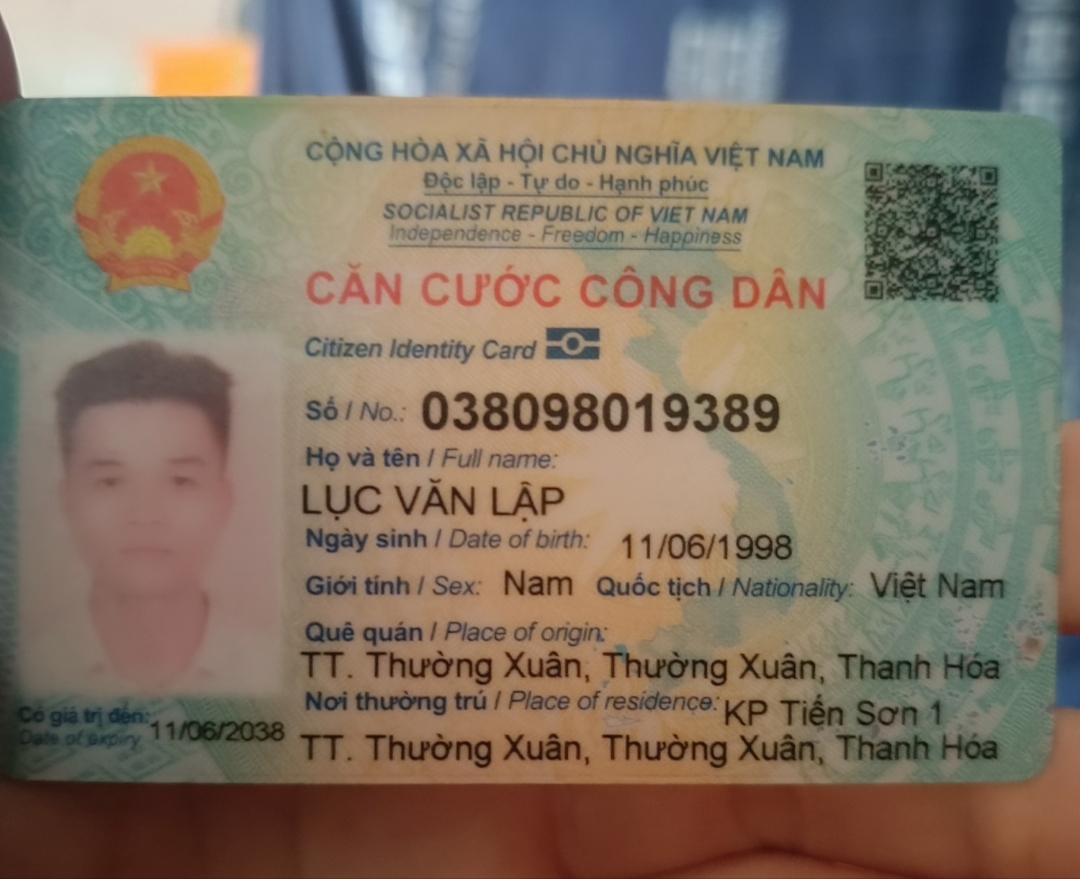 CỘNG HÒA XÃ HỘI CHỦ NGHĨA VIỆT NAM
Độc lập - Tự do - Hạnh phúc
SOCIALIST REPUBLIC OF VIET NAM
Independence - Freedom - Happiness
CĂN CƯỚC CÔNG DÂN
Citizen Identity Card
Số / No.: 038098019389
Họ và tên / Full name:
LỤC VĂN LẬP
Ngày sinh / Date of birth: 11/06/1998
Giới tính / Sex: Nam Quốc tịch / Nationality: Việt Nam
Quê quán / Place of origin:
TT. Thường Xuân, Thường Xuân, Thanh Hóa
Nơi thường trú / Place of residence: KP Tiến Sơn 1
TT. Thường Xuân, Thường Xuân, Thanh Hóa
Có giá trị đến: 11/06/2038
Date of expiry